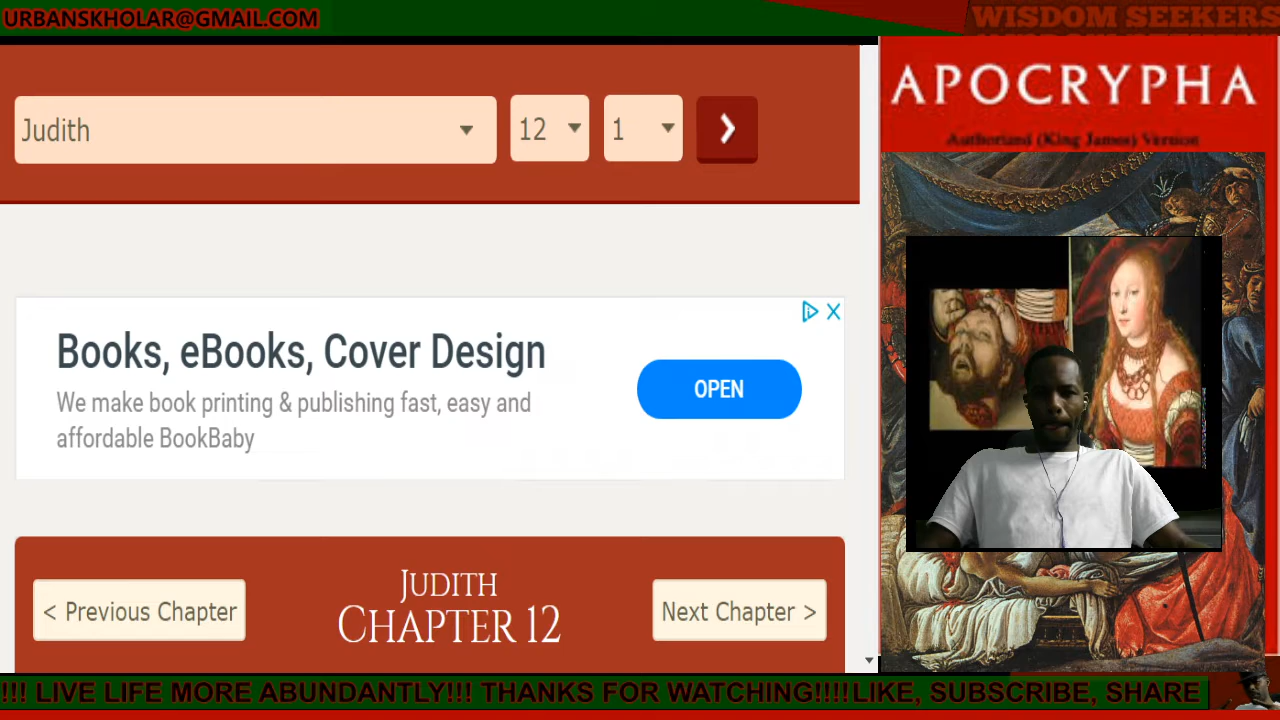 URBANSKHOLAR@GMAIL.COM
WISDOM SEEKERS
APOCRYPHA
Authorized (King James) Version
Judith
12
1
Books, eBooks, Cover Design
We make book printing & publishing fast, easy and
affordable BookBaby
OPEN
< Previous Chapter
JUDITH
CHAPTER 12
Next Chapter >
!!! LIVE LIFE MORE ABUNDANTLY!!! THANKS FOR WATCHING!!!!LIKE, SUBSCRIBE, SHARE